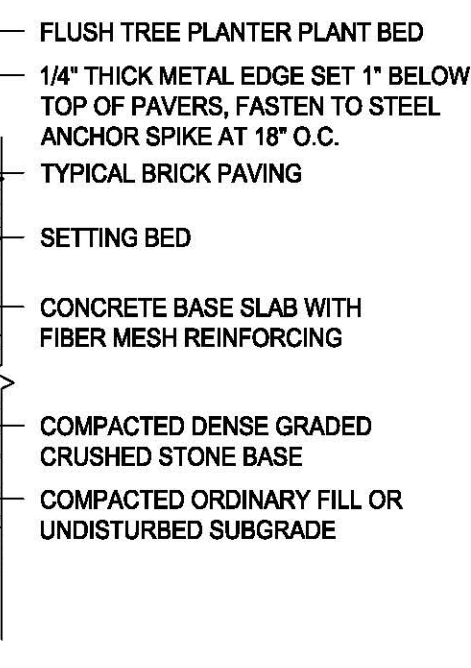 FLUSH TREE PLANTER PLANT BED
1/4" THICK METAL EDGE SET 1" BELOW
TOP OF PAVERS, FASTEN TO STEEL
ANCHOR SPIKE AT 18" O.C.
TYPICAL BRICK PAVING
SETTING BED
CONCRETE BASE SLAB WITH
FIBER MESH REINFORCING
COMPACTED DENSE GRADED
CRUSHED STONE BASE
COMPACTED ORDINARY FILL OR
UNDISTURBED SUBGRADE